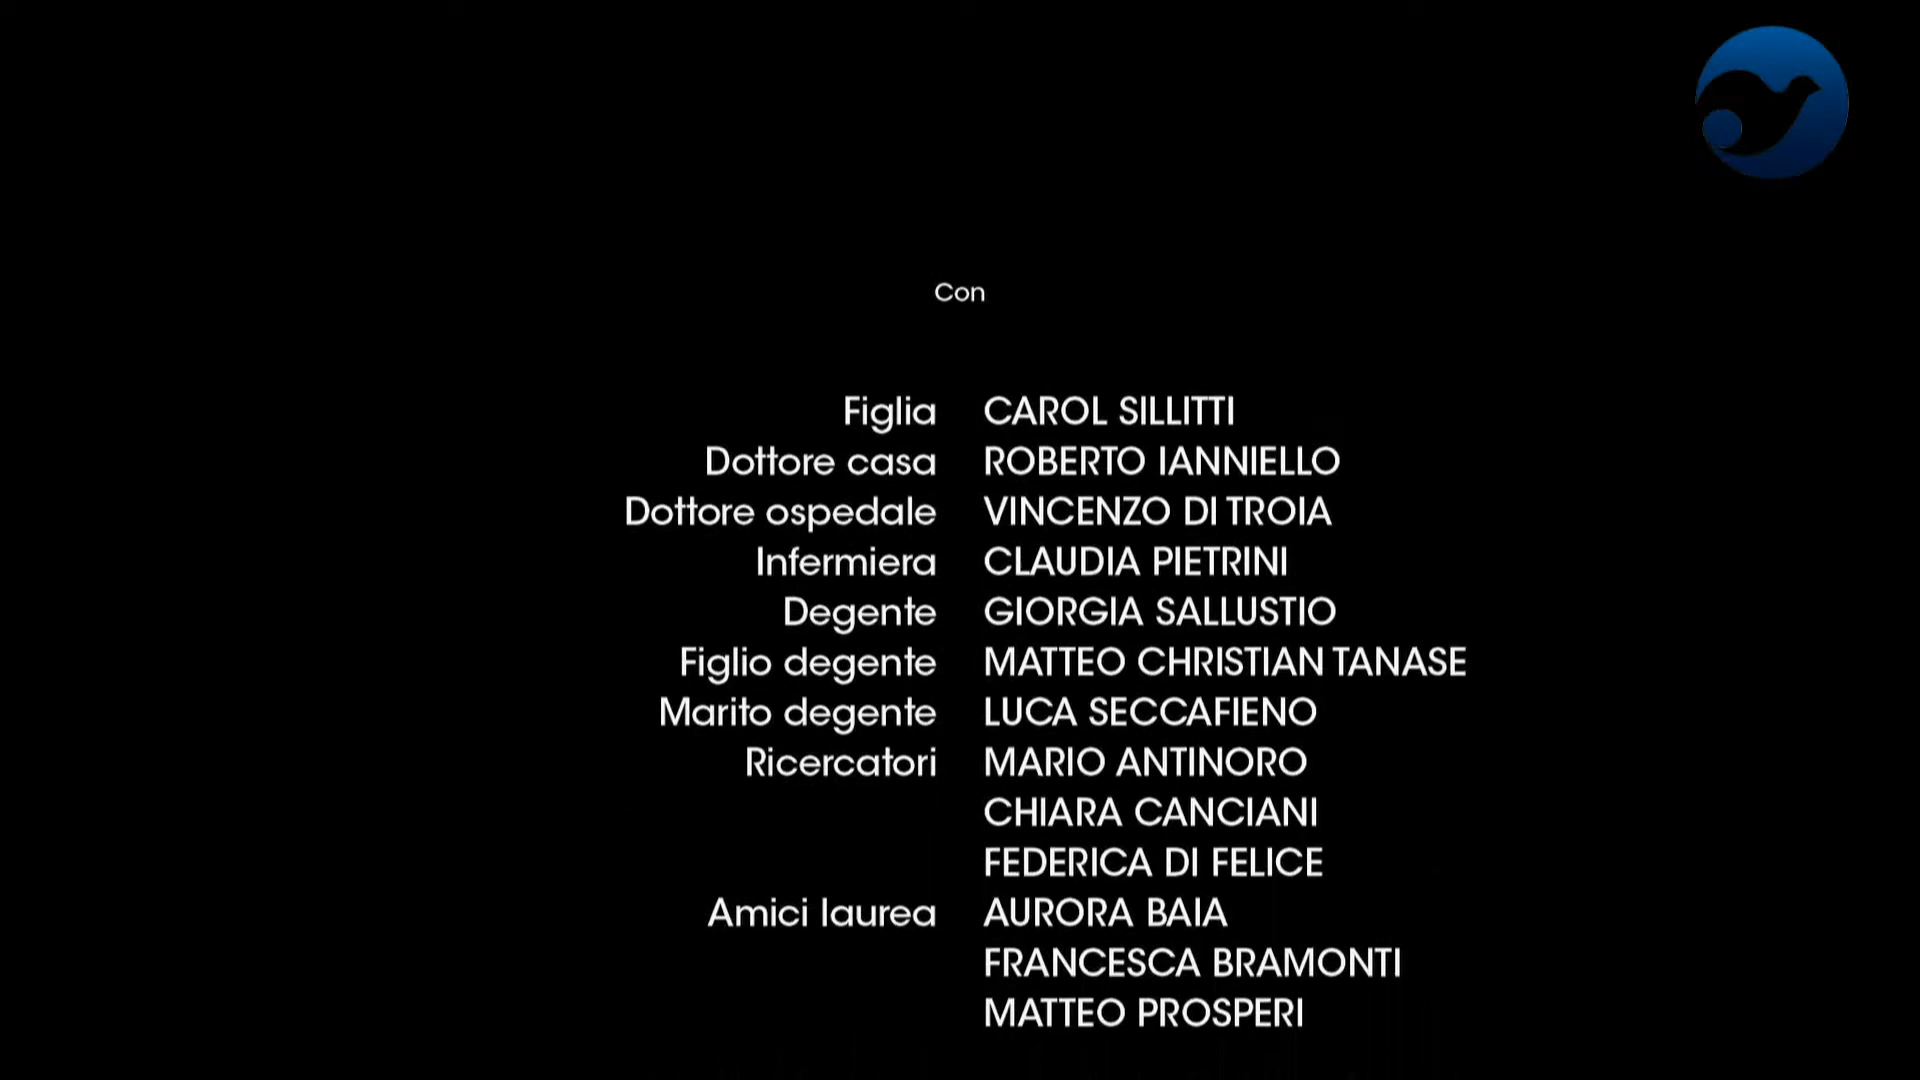 Con
Figlia CAROL SILLITTI
Dottore casa ROBERTO IANNIELLO
Dottore ospedale VINCENZO DI TROIA
Infermiera CLAUDIA PIETRINI
Degente GIORGIA SALLUSTIO
Figlio degente MATTEO CHRISTIAN TANASE
Marito degente LUCA SECCAFIENO
Ricercatori MARIO ANTINORO
CHIARA CANCIANI
FEDERICA DI FELICE
Amici laurea AURORA BAIA
FRANCESCA BRAMONTI
MATTEO PROSPERI